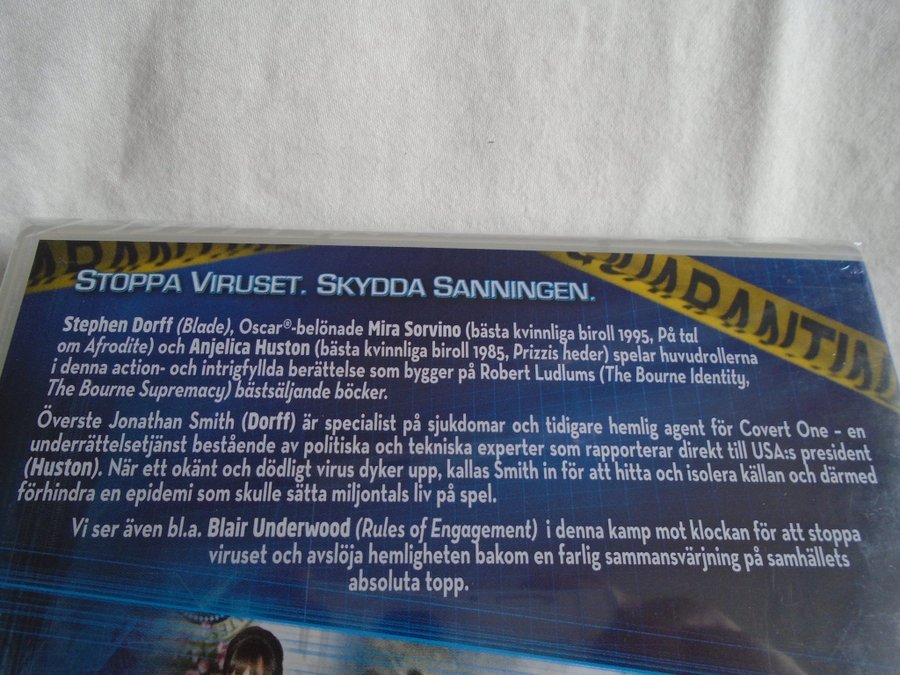 ARANTINE
QUARANTIN
STOPPA VIRUSET. SKYDDA SANNINGEN.
Stephen Dorff (Blade), Oscar®-belönade Mira Sorvino (bästa kvinnliga biroll 1995, På tal
om Afrodite) och Anjelica Huston (bästa kvinnliga biroll 1985, Prizzis heder) spelar huvudrollerna
i denna action- och intrigfyllda berättelse som bygger på Robert Ludlums (The Bourne Identity,
The Bourne Supremacy) bästsäljande böcker.
Överste Jonathan Smith (Dorff) är specialist på sjukdomar och tidigare hemlig agent för Covert One – en
underrättelsetjänst bestående av politiska och tekniska experter som rapporterar direkt till USA:s president
(Huston). När ett okänt och dödligt virus dyker upp, kallas Smith in för att hitta och isolera källan och därmed
förhindra en epidemi som skulle sätta miljontals liv på spel.
Vi ser även bl.a. Blair Underwood (Rules of Engagement) i denna kamp mot klockan för att stoppa
viruset och avslöja hemligheten bakom en farlig sammansvärjning på samhällets
absoluta topp.